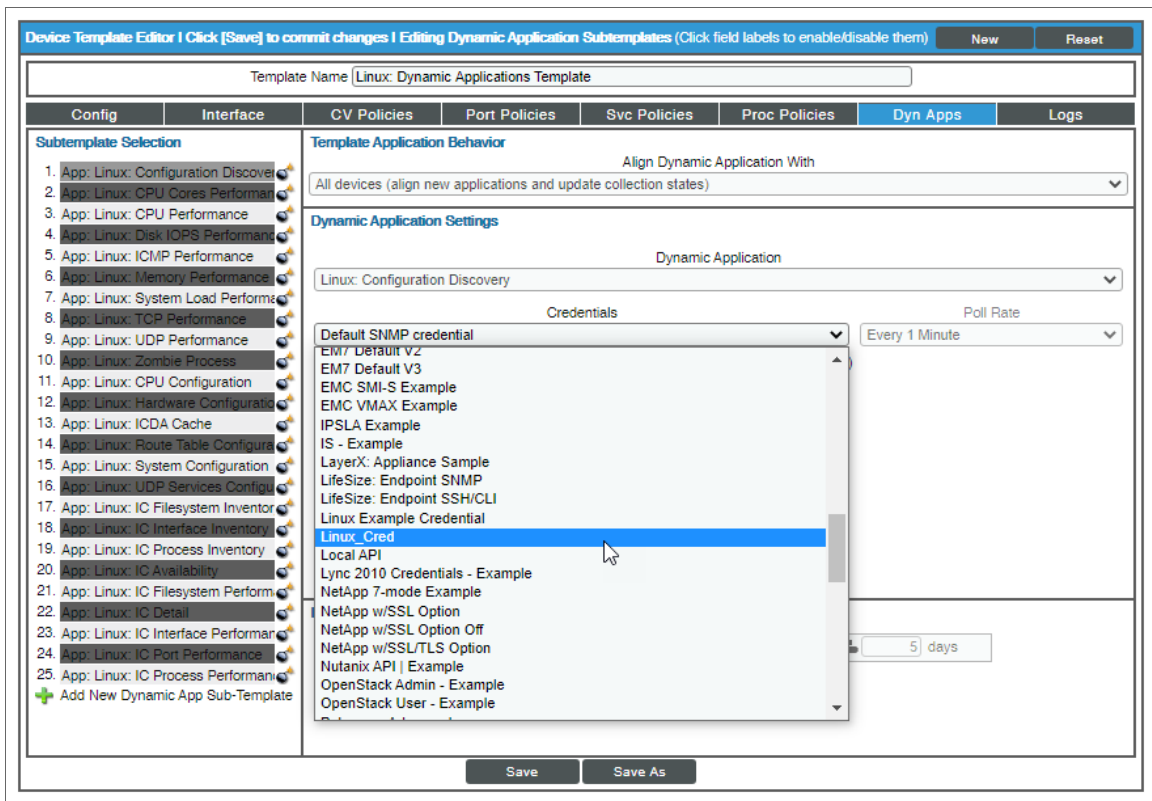 Device Template Editor | Click [Save] to commit changes | Editing Dynamic Application Subtemplates (Click field labels to enable/disable them) New Reset
Template Name Linux: Dynamic Applications Template
Config Interface CV Policies Port Policies Svc Policies Proc Policies Dyn Apps Logs
Subtemplate Selection
1. App: Linux: Configuration Discover
2. App: Linux: CPU Cores Performan
3. App: Linux: CPU Performance
4. App: Linux: Disk IOPS Performanc
5. App: Linux: ICMP Performance
6. App: Linux: Memory Performance
7. App: Linux: System Load Performa
8. App: Linux: TCP Performance
9. App: Linux: UDP Performance
10. App: Linux: Zombie Process
11. App: Linux: CPU Configuration
12. App: Linux: Hardware Configuratio
13. App: Linux: ICDA Cache
14. App: Linux: Route Table Configura
15. App: Linux: System Configuration
16. App: Linux: UDP Services Configu
17. App: Linux: IC Filesystem Inventor
18. App: Linux: IC Interface Inventory
19. App: Linux: IC Process Inventory
20. App: Linux: IC Availability
21. App: Linux: IC Filesystem Perform
22. App: Linux: IC Detail
23. App: Linux: IC Interface Performan
24. App: Linux: IC Port Performance
25. App: Linux: IC Process Performan
Add New Dynamic App Sub-Template
Template Application Behavior
Align Dynamic Application With
All devices (align new applications and update collection states)
Dynamic Application Settings
Dynamic Application
Linux: Configuration Discovery
Credentials Poll Rate
Default SNMP credential Every 1 Minute
EM7 Default V2
EM7 Default V3
EMC SMI-S Example
EMC VMAX Example
IPSLA Example
IS - Example
LayerX: Appliance Sample
LifeSize: Endpoint SNMP
LifeSize: Endpoint SSH/CLI
Linux Example Credential
Linux_Cred
Local API
Lync 2010 Credentials - Example
NetApp 7-mode Example
NetApp w/SSL Option
NetApp w/SSL Option Off
NetApp w/SSL/TLS Option
Nutanix API | Example
OpenStack Admin - Example
OpenStack User - Example
5 days
Save Save As